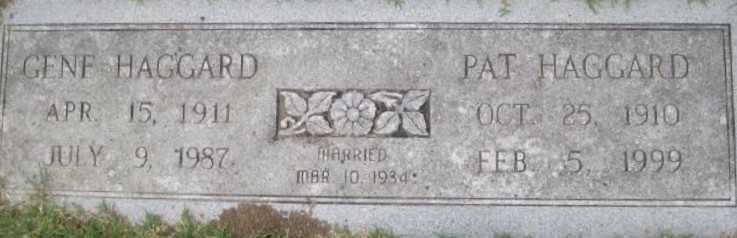 GENE HAGGARD
APR. 15, 1911
JULY 9, 1987.
MARRIED
MAR. 10, 1934
PAT HAGGARD
OCT. 25, 1910
FEB. 5, 1999